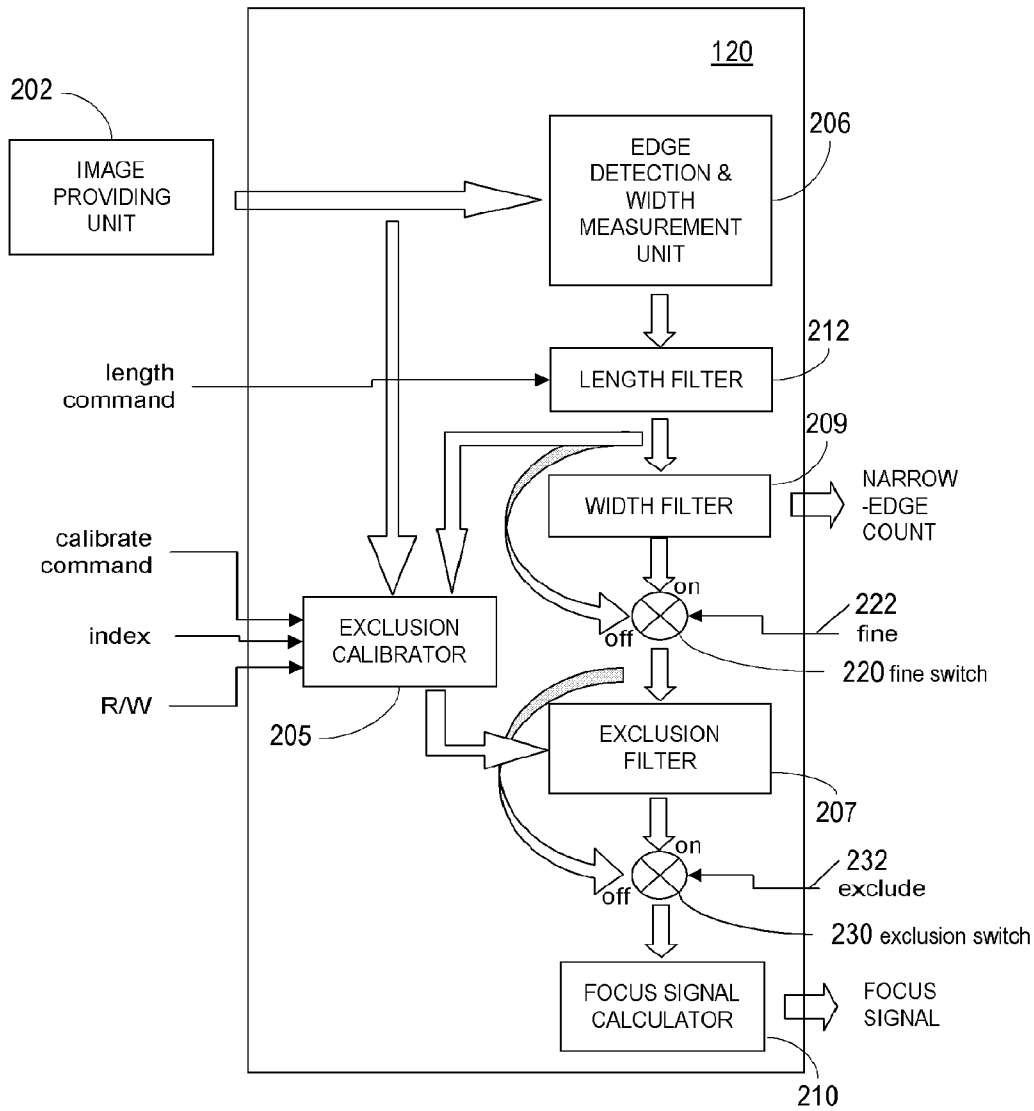 120
202
206
IMAGE
PROVIDING
UNIT
EDGE
DETECTION &
WIDTH
MEASUREMENT
UNIT
212
length
command
LENGTH FILTER
209
WIDTH FILTER
NARROW
-EDGE
COUNT
calibrate
command
index
R/W
EXCLUSION
CALIBRATOR
205
on
off
222
fine
220 fine switch
EXCLUSION
FILTER
207
on
off
232
exclude
230 exclusion switch
FOCUS SIGNAL
CALCULATOR
FOCUS
SIGNAL
210